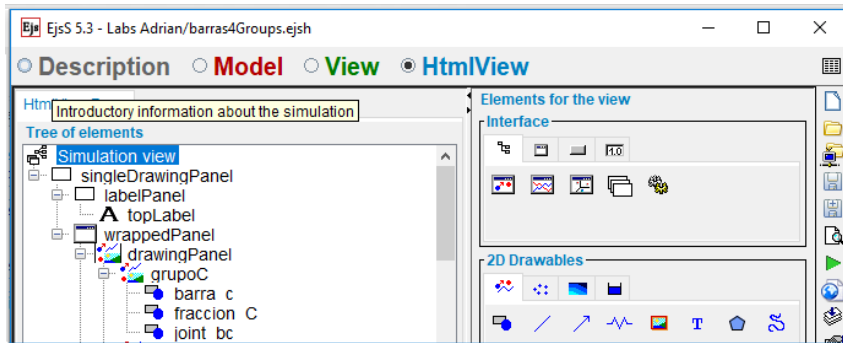 Ejs EjsS 5.3 - Labs Adrian/barras4Groups.ejsh
Description Model View HtmlView
Introductory information about the simulation
Tree of elements
Simulation view
singleDrawingPanel
labelPanel
A topLabel
wrappedPanel
drawingPanel
grupoC
barra_c
fraccion_C
joint_bc
Elements for the view
Interface
1.0
2D Drawables
T